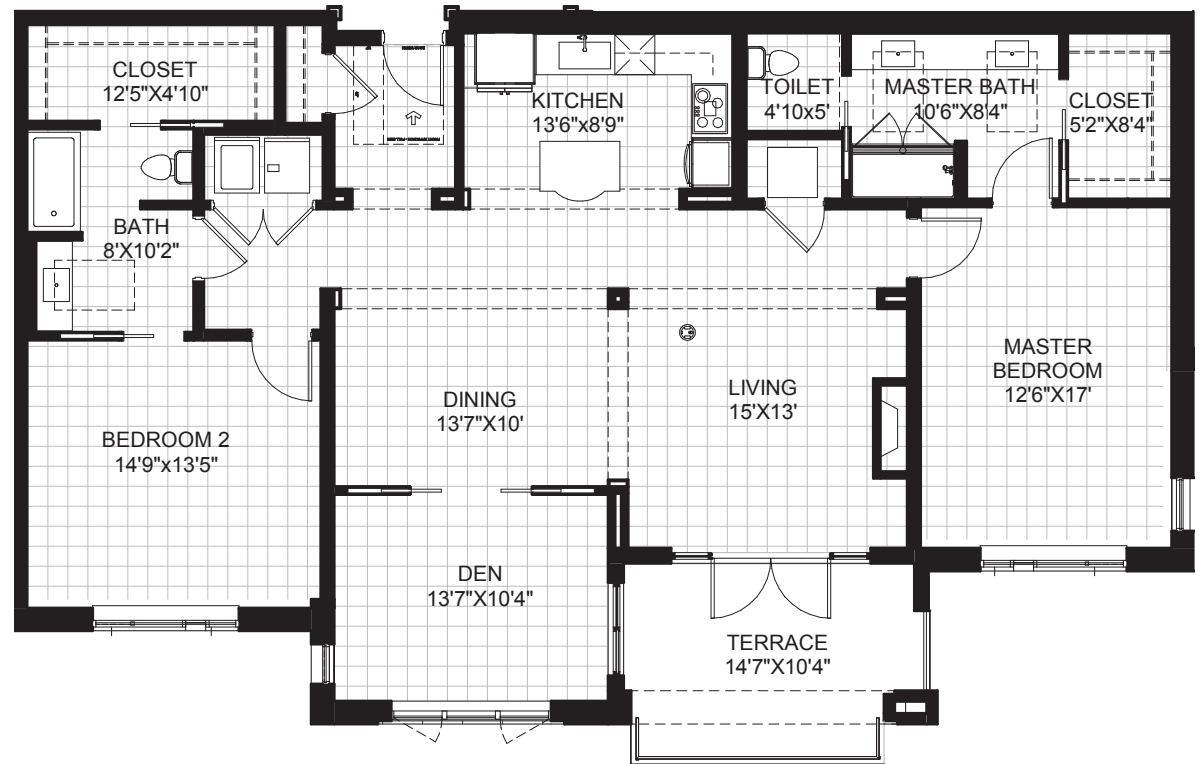 CLOSET
12'5"X4'10"
KITCHEN
13'6"x8'9"
TOILET
4'10x5'
MASTER BATH
10'6"X8'4"
CLOSET
5'2"X8'4"
BATH
8'X10'2"
MASTER
BEDROOM
12'6"X17'
LIVING
15'X13'
DINING
13'7"X10'
BEDROOM 2
14'9"x13'5"
DEN
13'7"X10'4"
TERRACE
14'7"X10'4"